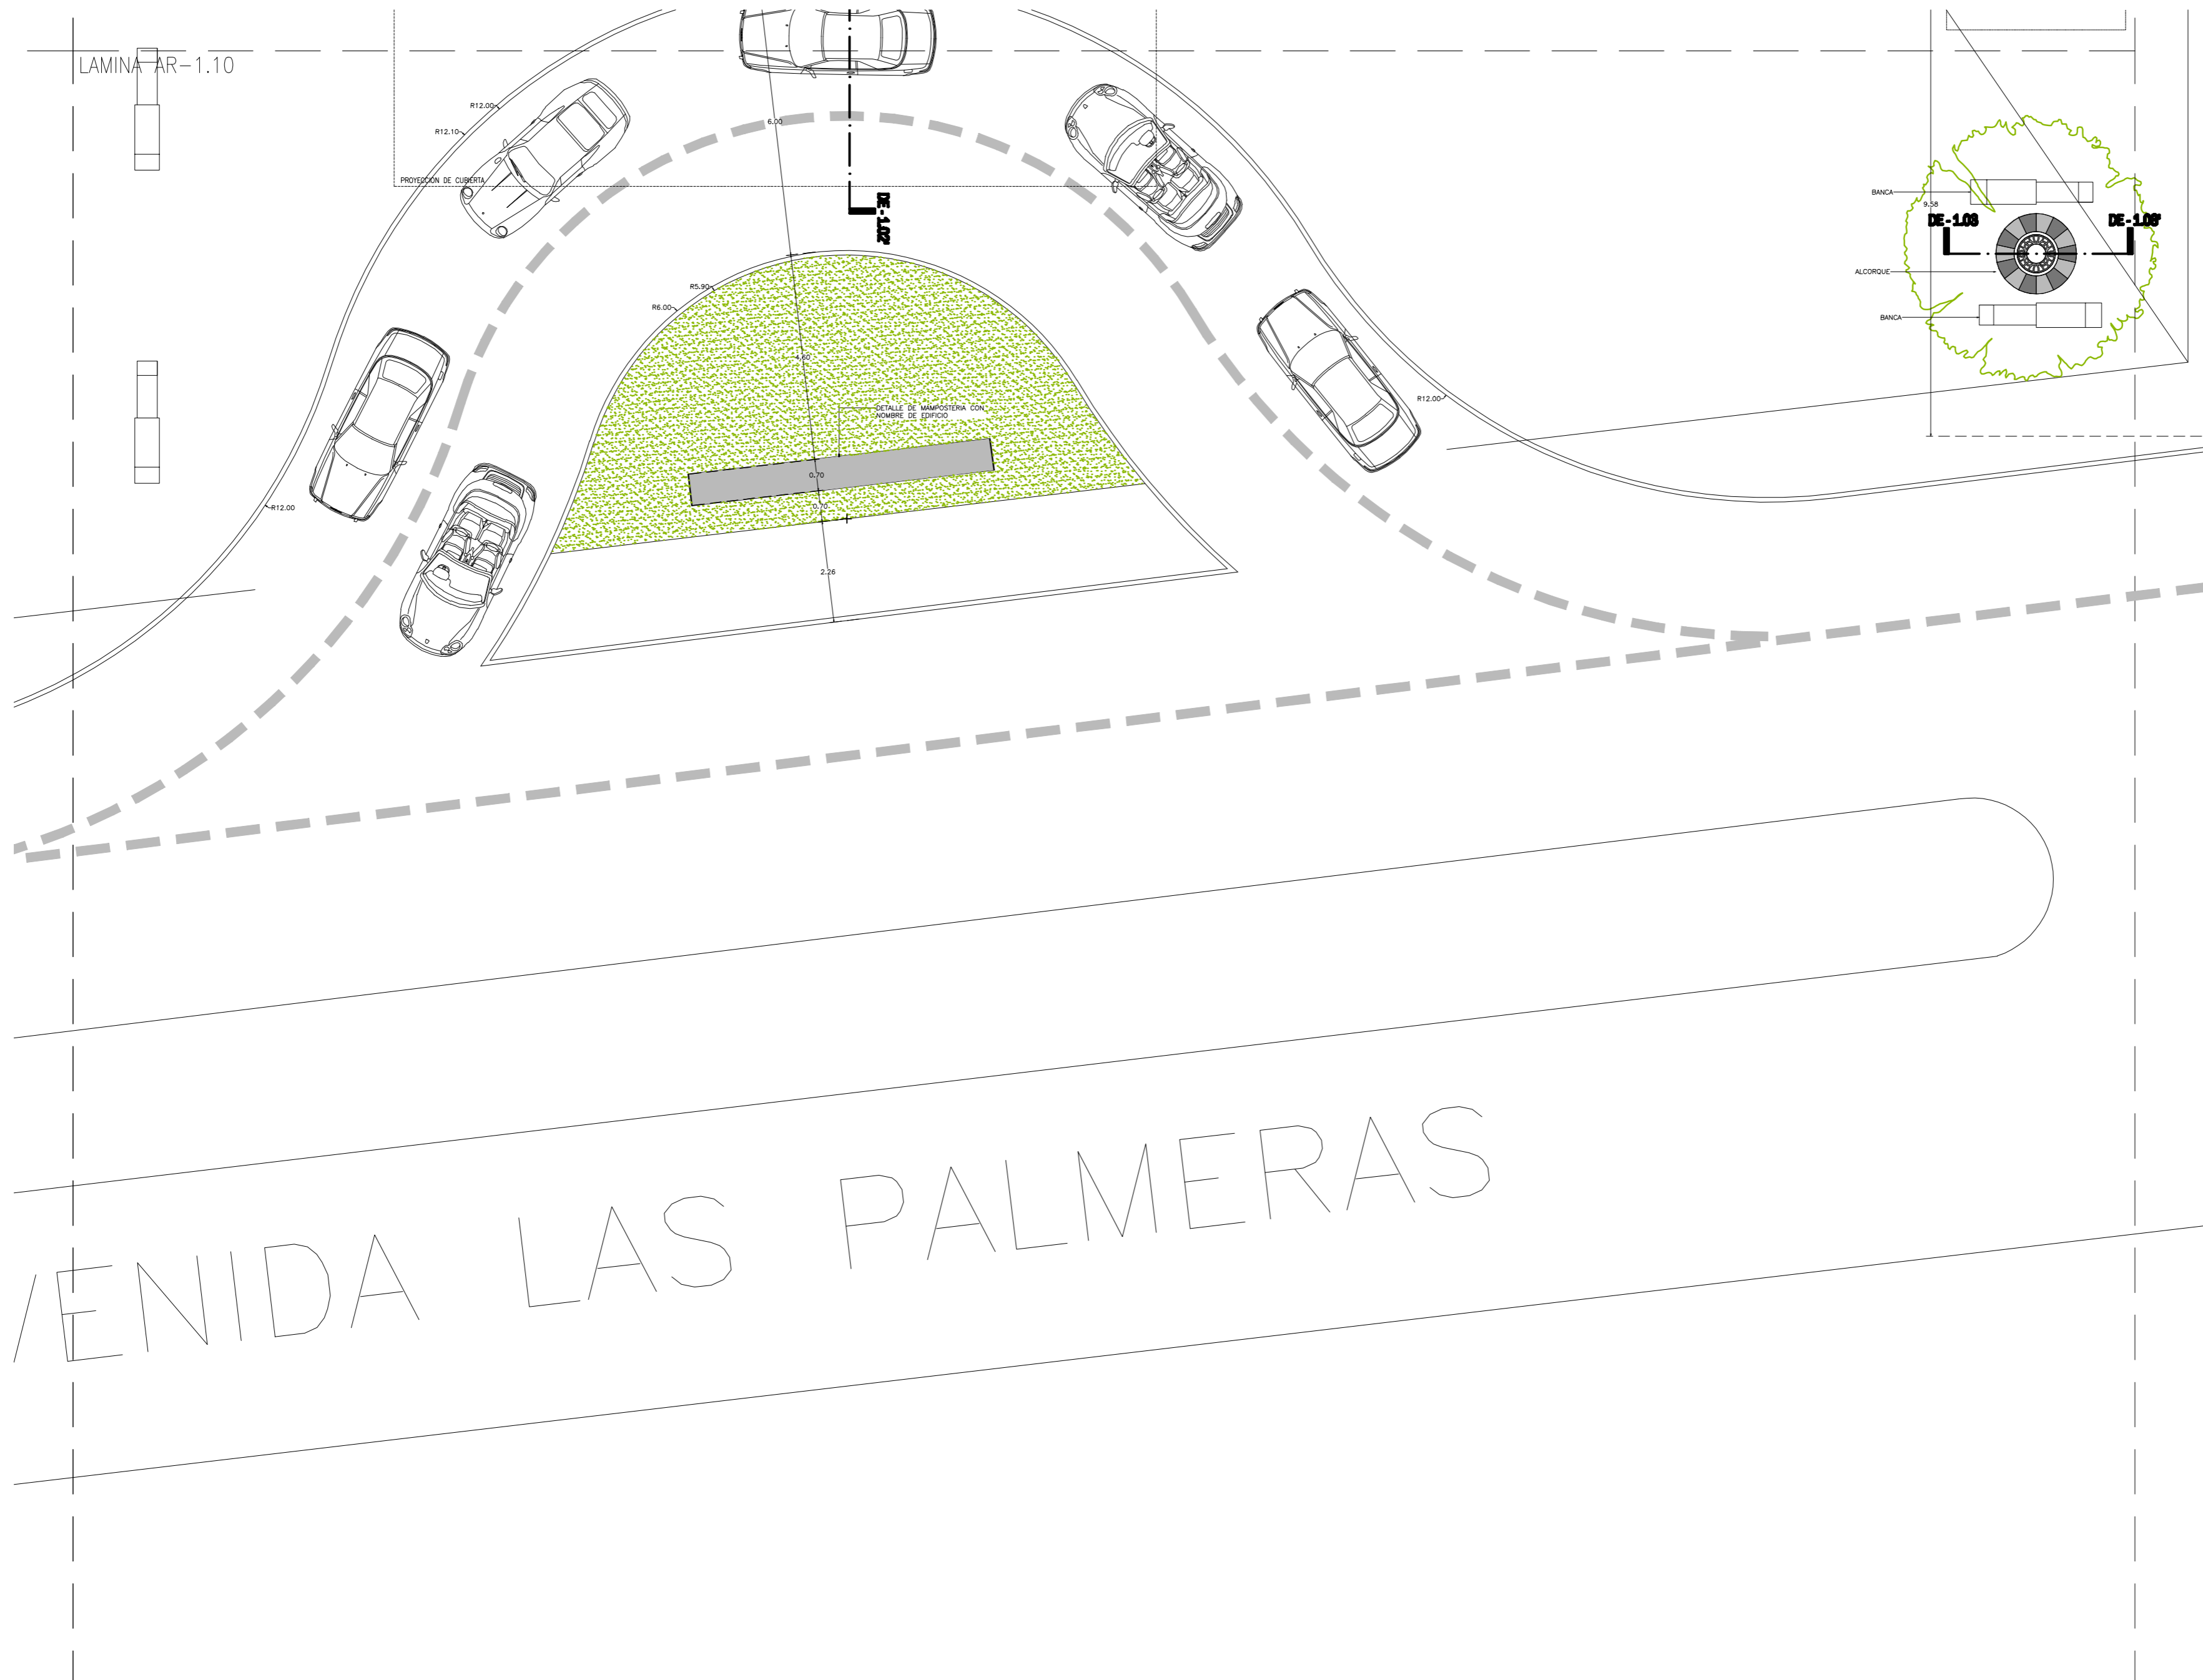 LAMINA AR-1.10
R12.00
R12.10
6.00
PROYECCION DE CUBIERTA
DE-1.02'
BANCA
9.58
DE-1.03
DE-1.03'
ALCORQUE
BANCA
R5.90
R6.00
4.60
R12.00
DETALLE DE MAMPOSTERIA CON
NOMBRE DE EDIFICIO
0.70
0.70
R12.00
2.26
VENIDA LAS PALMERAS